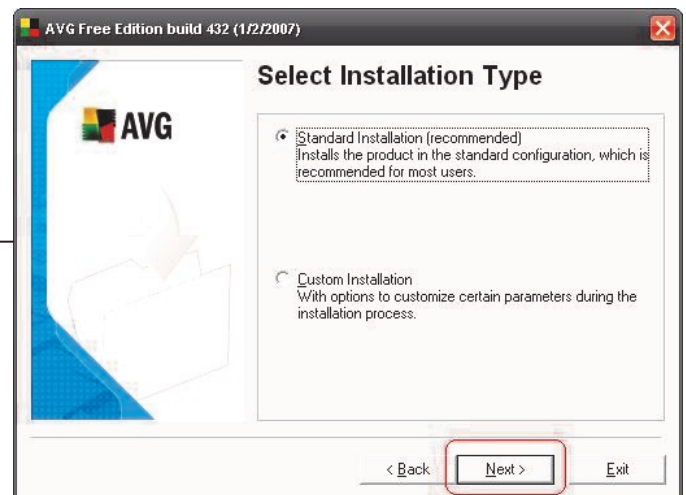 AVG Free Edition build 432 (1/2/2007)
Select Installation Type
AVG
Standard Installation (recommended)
Installs the product in the standard configuration, which is
recommended for most users.
Custom Installation
With options to customize certain parameters during the
installation process.
< Back
Next >
Exit